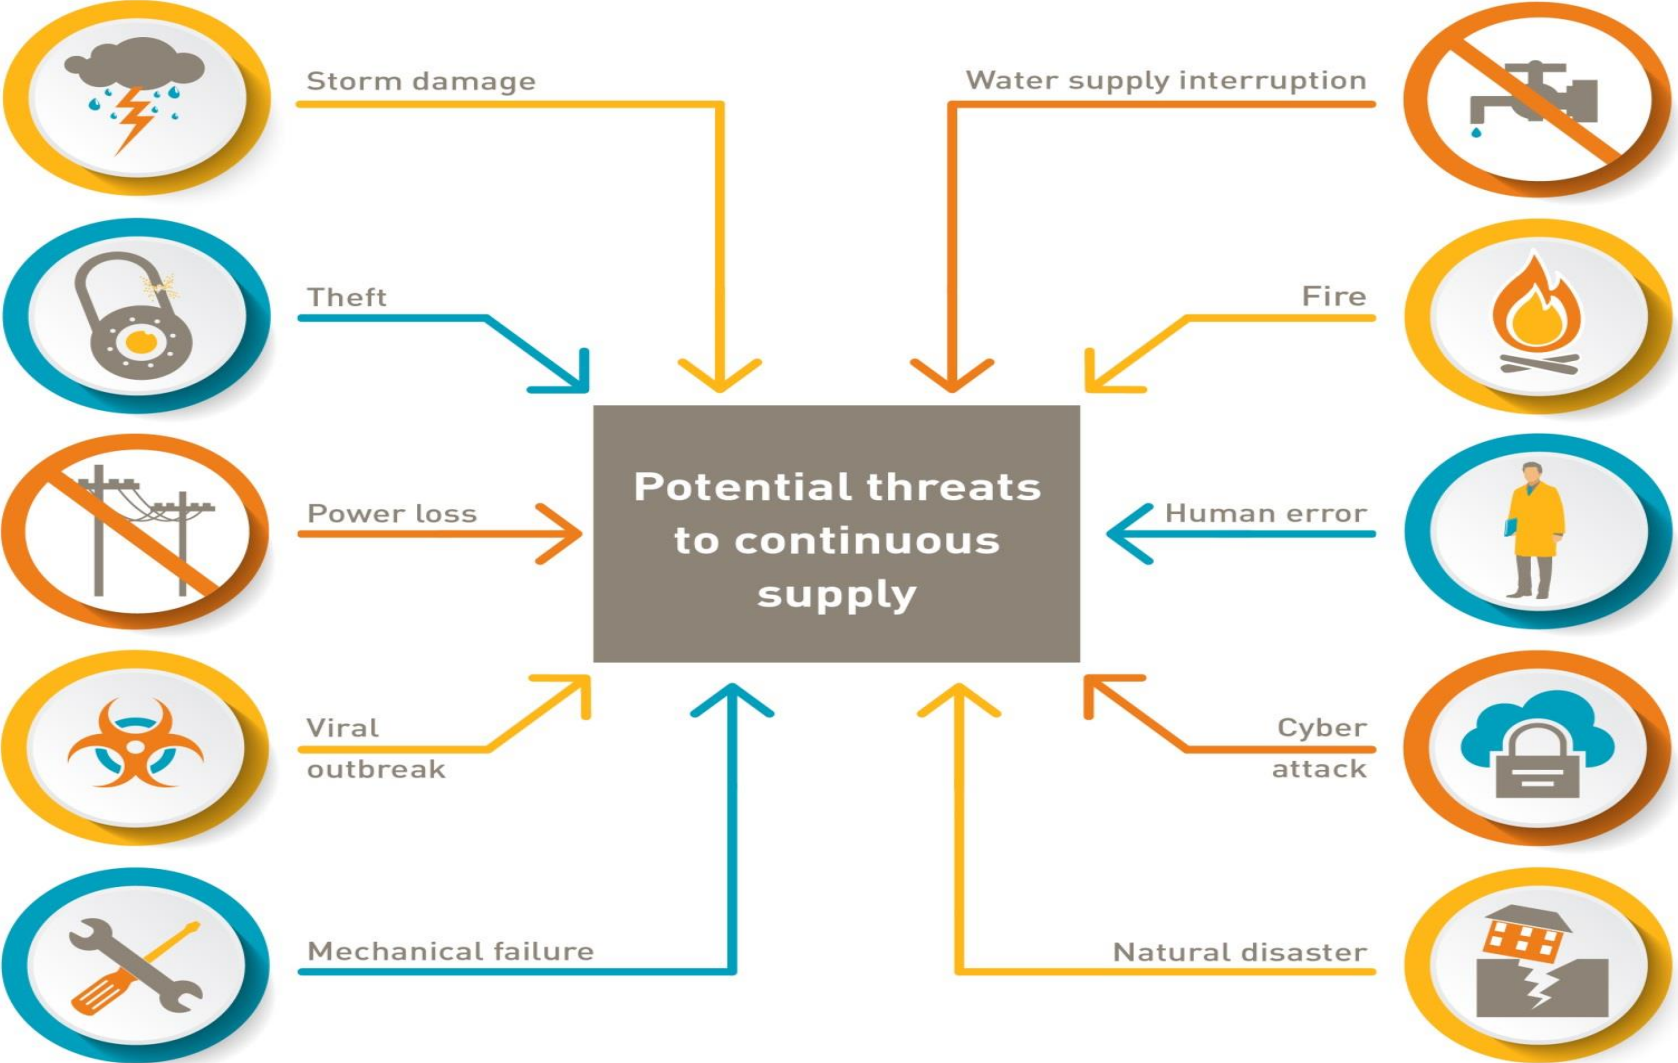 Storm damage
Water supply interruption
Theft
Fire
Potential threats
to continuous
supply
Power loss
Human error
Viral
outbreak
Cyber
attack
Mechanical failure
Natural disaster